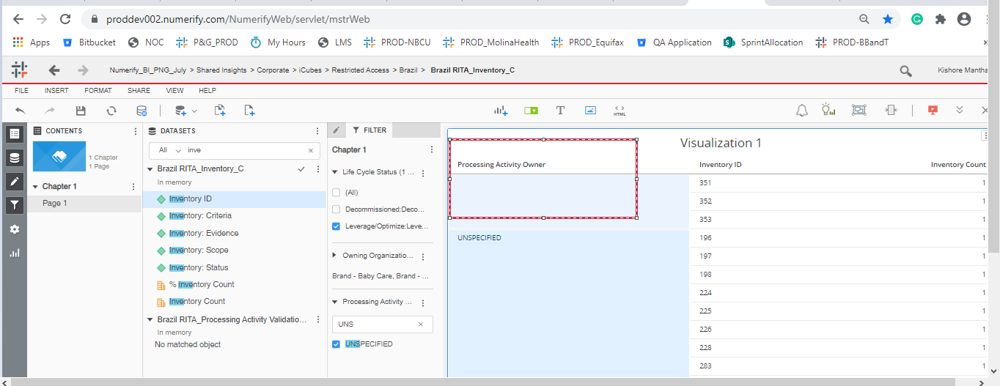 proddev002.numerify.com/NumerifyWeb/servlet/mstrWeb
Apps Bitbucket NOC P&G_PROD My Hours LMS PROD-NBCU PROD_MolinaHealth PROD_Equifax QA Application SprintAllocation PROD-BBandT
Numerify_BI_PNG_July > Shared Insights > Corporate > iCubes > Restricted Access > Brazil > Brazil RITA_Inventory_C
Kishore Mantha
FILE INSERT FORMAT SHARE VIEW HELP
HTML
CONTENTS
1 Chapter
1 Page
Chapter 1
Page 1
DATASETS
All inve
Brazil RITA_Inventory_C
In memory
Inventory ID
Inventory: Criteria
Inventory: Evidence
Inventory: Scope
Inventory: Status
% Inventory Count
Inventory Count
Brazil RITA_Processing Activity Validatio...
In memory
No matched object
FILTER
Chapter 1
Life Cycle Status (1 ...
(All)
Decommissioned:Deco...
Leverage/Optimize:Leve...
Owning Organizatio...
Brand - Baby Care, Brand - ...
Processing Activity ...
UNS
UNSPECIFIED
Visualization 1
Processing Activity Owner Inventory ID Inventory Count
351 1
352 1
353 1
UNSPECIFIED 196 1
197 1
198 1
224 1
225 1
226 1
228 1
283 1